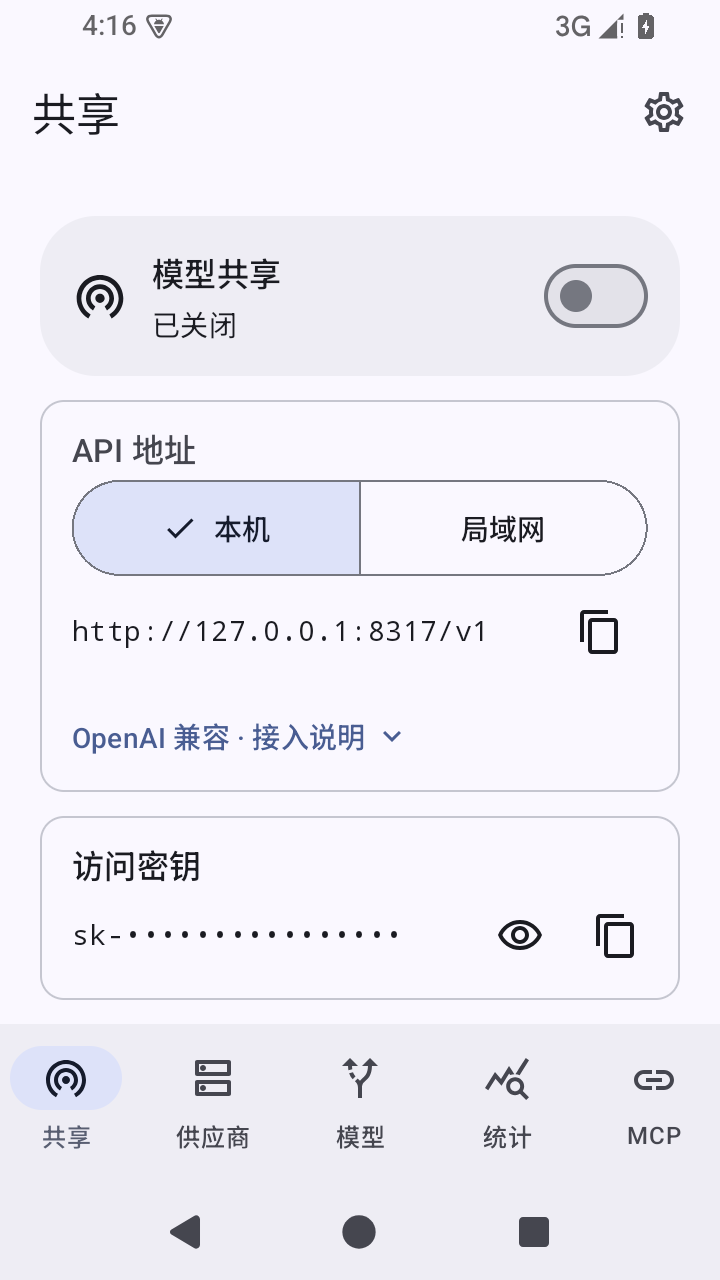 4:16
3G
共享
模型共享
已关闭
API 地址
本机
局域网
http://127.0.0.1:8317/v1
OpenAI 兼容 · 接入说明
访问密钥
sk-••••••••••••••••
共享
供应商
模型
统计
MCP